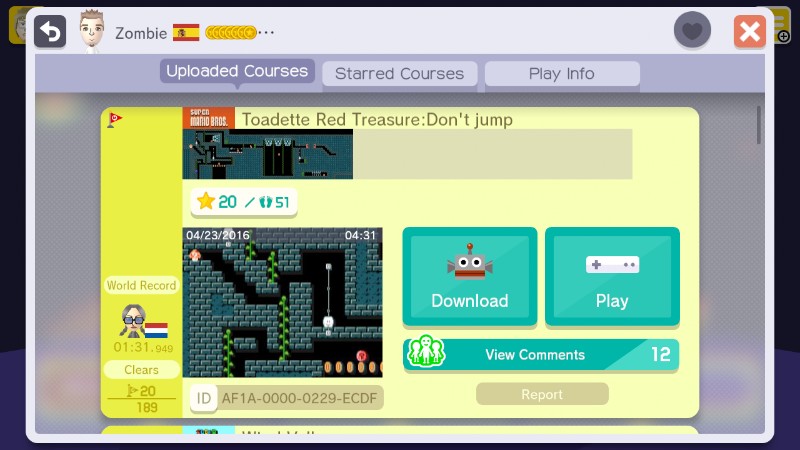 Zombie ...
Uploaded Courses
Starred Courses
Play Info
SUPER
MARIO BROS.
Toadette Red Treasure:Don't jump
20 / 51
04/23/2016 04:31
World Record
01:31.949
Clears
20
189
Download
Play
View Comments 12
ID AF1A-0000-0229-ECDF
Report